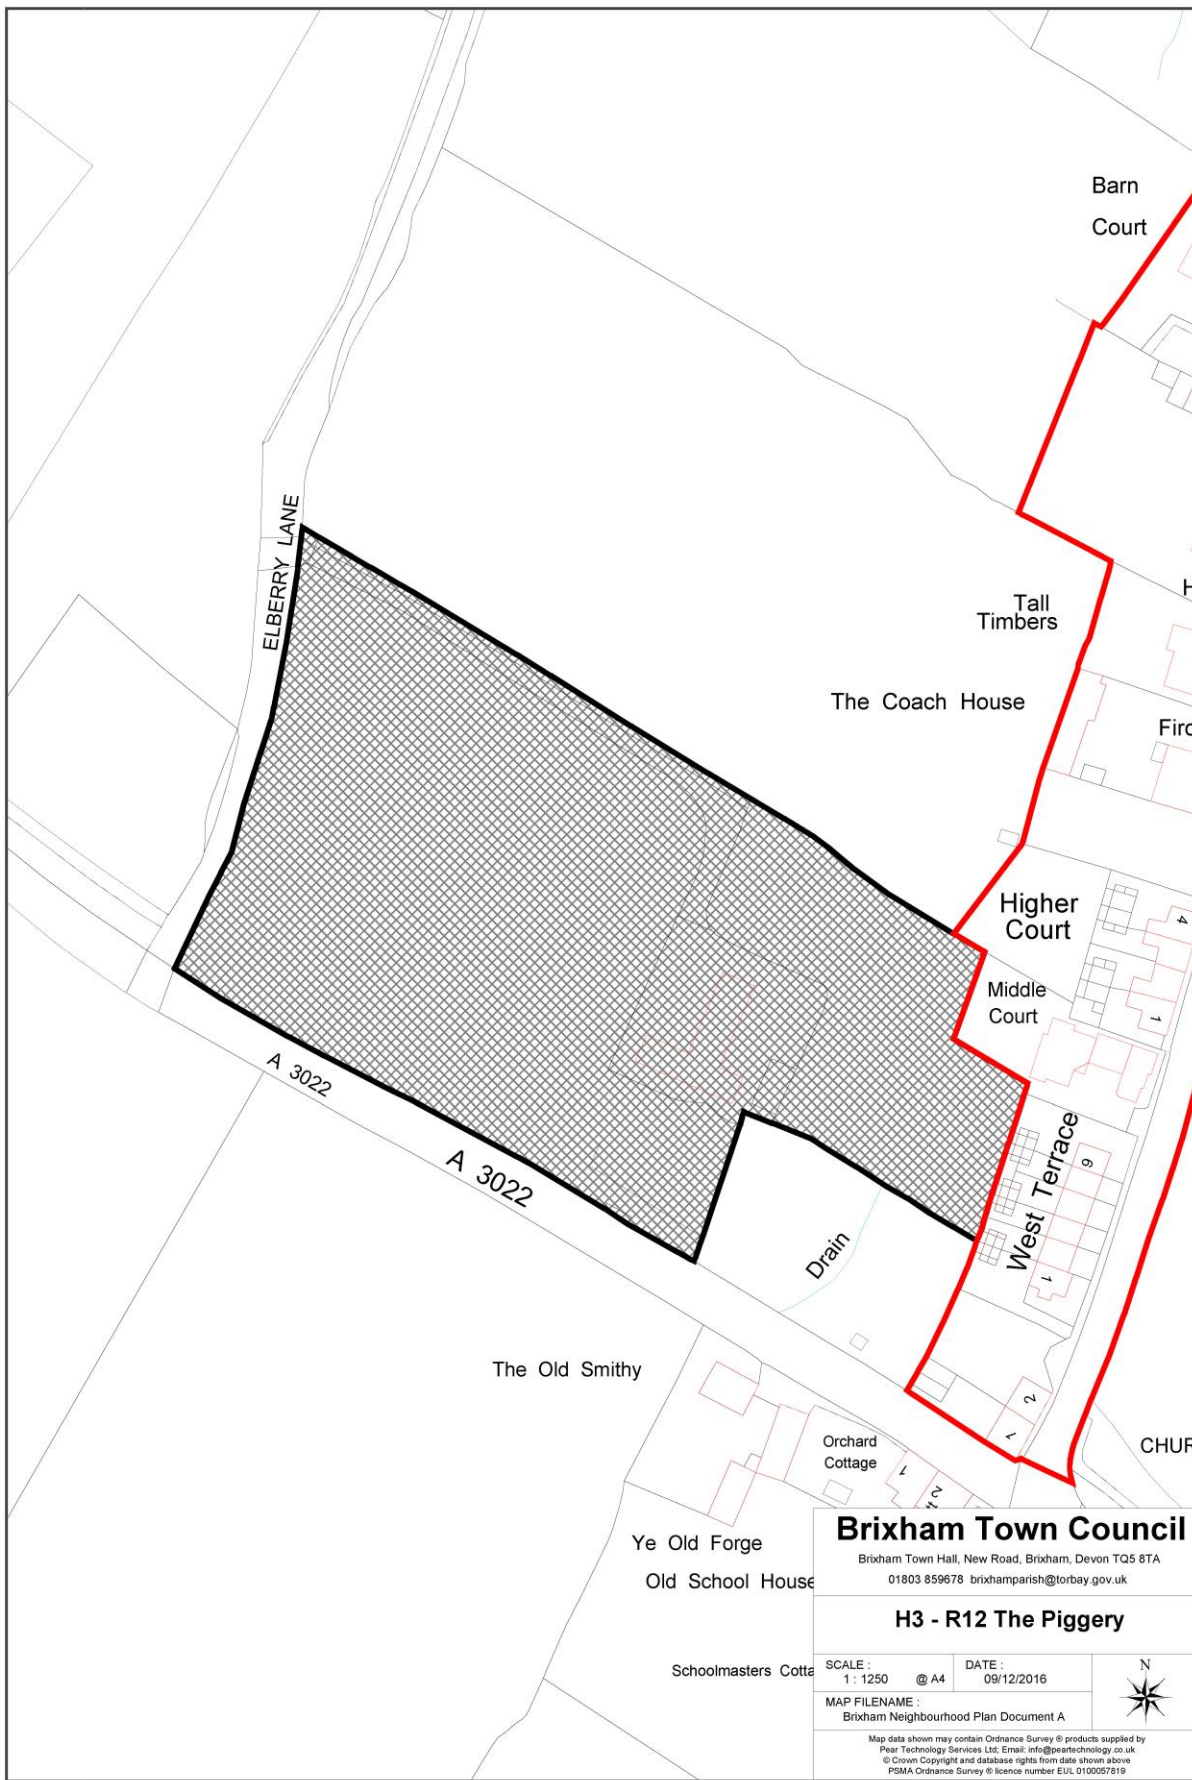 Barn
Court
ELBERRY LANE
Tall
Timbers
H
The Coach House
Higher
Court
4
Middle
Court
1
A 3022
A 3022
West Terrace
6
1
Drain
The Old Smithy
2
1
Orchard
Cottage
1
2
Ye Old Forge
Old School House
Brixham Town Council
Brixham Town Hall, New Road, Brixham, Devon TQ5 8TA
01803 859678 brixhamparish@torbay.gov.uk
H3 - R12 The Piggery
Schoolmasters
SCALE :
1 : 1250 @ A4
DATE :
09/12/2016
N
MAP FILENAME :
Brixham Neighbourhood Plan Document A
Map data shown may contain Ordnance Survey ® products supplied by
Pear Technology Services Ltd; Email: info@peartechnology.co.uk
© Crown Copyright and database rights from date shown above
PSMA Ordnance Survey ® licence number EUL 0100057819